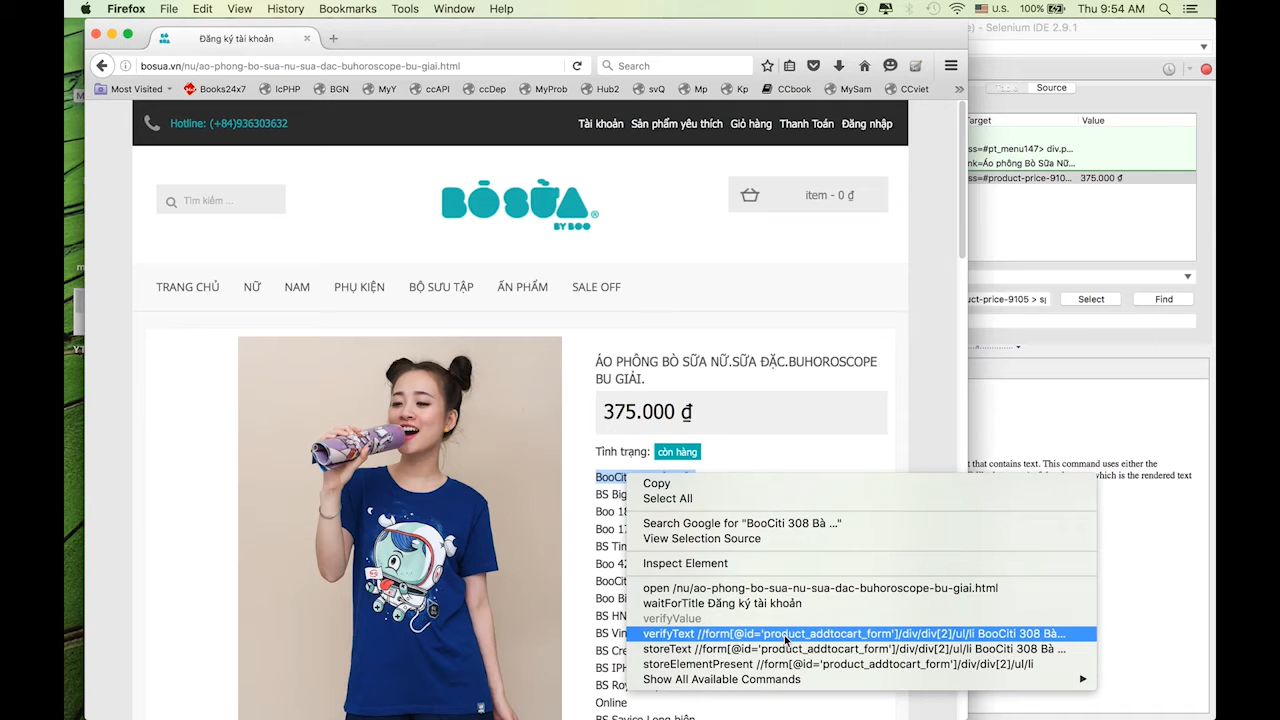 Firefox File Edit View History Bookmarks Tools Window Help U.S. 100% Thu 9:54 AM
- Selenium IDE 2.9.1
Đăng ký tài khoản
bosua.vn/nu/ao-phong-bo-sua-nu-sua-dac-buhoroscope-bu-giai.html
Search
Most Visited Books24x7 IcPHP BGN MyY ccAPI ccDep MyProb Hub2 svQ Mp Kp CCbook MySam CCviet
Source
Hotline: (+84)936303632
Tài khoản Sản phẩm yêu thích Giỏ hàng Thanh Toán Đăng nhập
Target Value
ss=#pt_menu147> div.p...
nk=Áo phông Bò Sữa Nữ...
ss=#product-price-910... 375.000 ₫
Tìm kiếm ...
BÒ SỮA®
BY BOO
item - 0 ₫
TRANG CHỦ NỮ NAM PHỤ KIỆN BỘ SƯU TẬP ẤN PHẨM SALE OFF
uct-price-9105 > s
Select Find
ÁO PHÔNG BÒ SỮA NỮ.SỮA ĐẶC.BUHOROSCOPE
BU GIẢI.
375.000 ₫
Tình trạng: còn hàng
t that contains text. This command uses either the
which is the rendered text
BooCit
BS Big
Boo 18
Boo 17
BS Tim
Boo 42
BooCit
Boo Bi
BS HN
BS Vin
BS Cre
BS IPH
BS Ro
Online
BS Savico Long biên
Copy
Select All
Search Google for "BooCiti 308 Bà ..."
View Selection Source
Inspect Element
open /nu/ao-phong-bo-sua-nu-sua-dac-buhoroscope-bu-giai.html
waitForTitle Đăng ký tài khoản
verifyValue
verifyText //form[@id='product_addtocart_form']/div/div[2]/ul/li BooCiti 308 Bà...
storeText //form[@id='product_addtocart_form']/div/div[2]/ul/li BooCiti 308 Bà ...
storeElementPresent //form[@id='product_addtocart_form']/div/div[2]/ul/li
Show All Available Commands